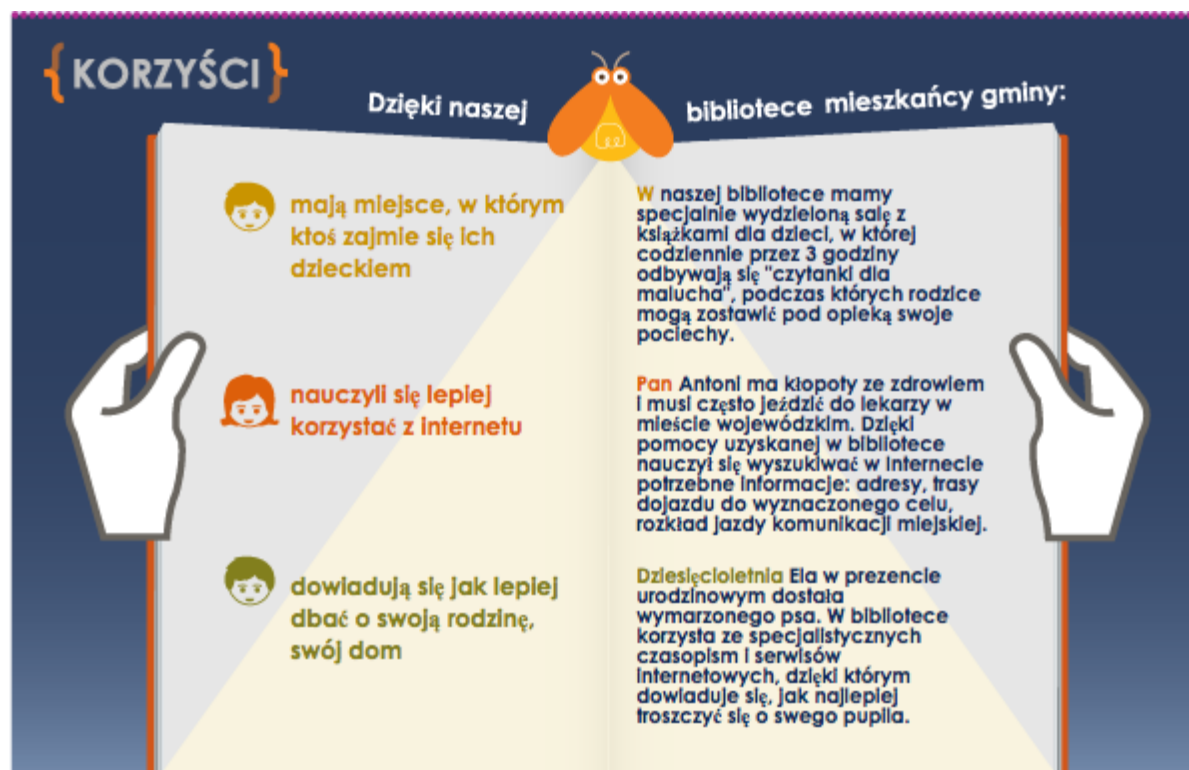 {KORZYŚCI}
Dzięki naszej bibliotece mieszkańcy gminy:
mają miejsce, w którym
ktoś zajmie się ich
dzieckiem
W naszej bibliotece mamy
specjalnie wydzieloną salę z
książkami dla dzieci, w której
codziennie przez 3 godziny
odbywają się "czytanki dla
malucha", podczas których rodzice
mogą zostawić pod opieką swoje
pociechy.
nauczyli się lepiej
korzystać z internetu
Pan Antoni ma kłopoty ze zdrowiem
i musi często jeździć do lekarzy w
mieście wojewódzkim. Dzięki
pomocy uzyskanej w bibliotece
nauczył się wyszukiwać w internecie
potrzebne informacje: adresy, trasy
dojazdu do wyznaczonego celu,
rozkład jazdy komunikacji miejskiej.
dowiadują się jak lepiej
dbać o swoją rodzinę,
swój dom
Dziesięcioletnia Ela w prezencie
urodzinowym dostała
wymarzonego psa. W bibliotece
korzysta ze specjalistycznych
czasopism i serwisów
internetowych, dzięki którym
dowiaduje się, jak najlepiej
troszczyć się o swego pupila.